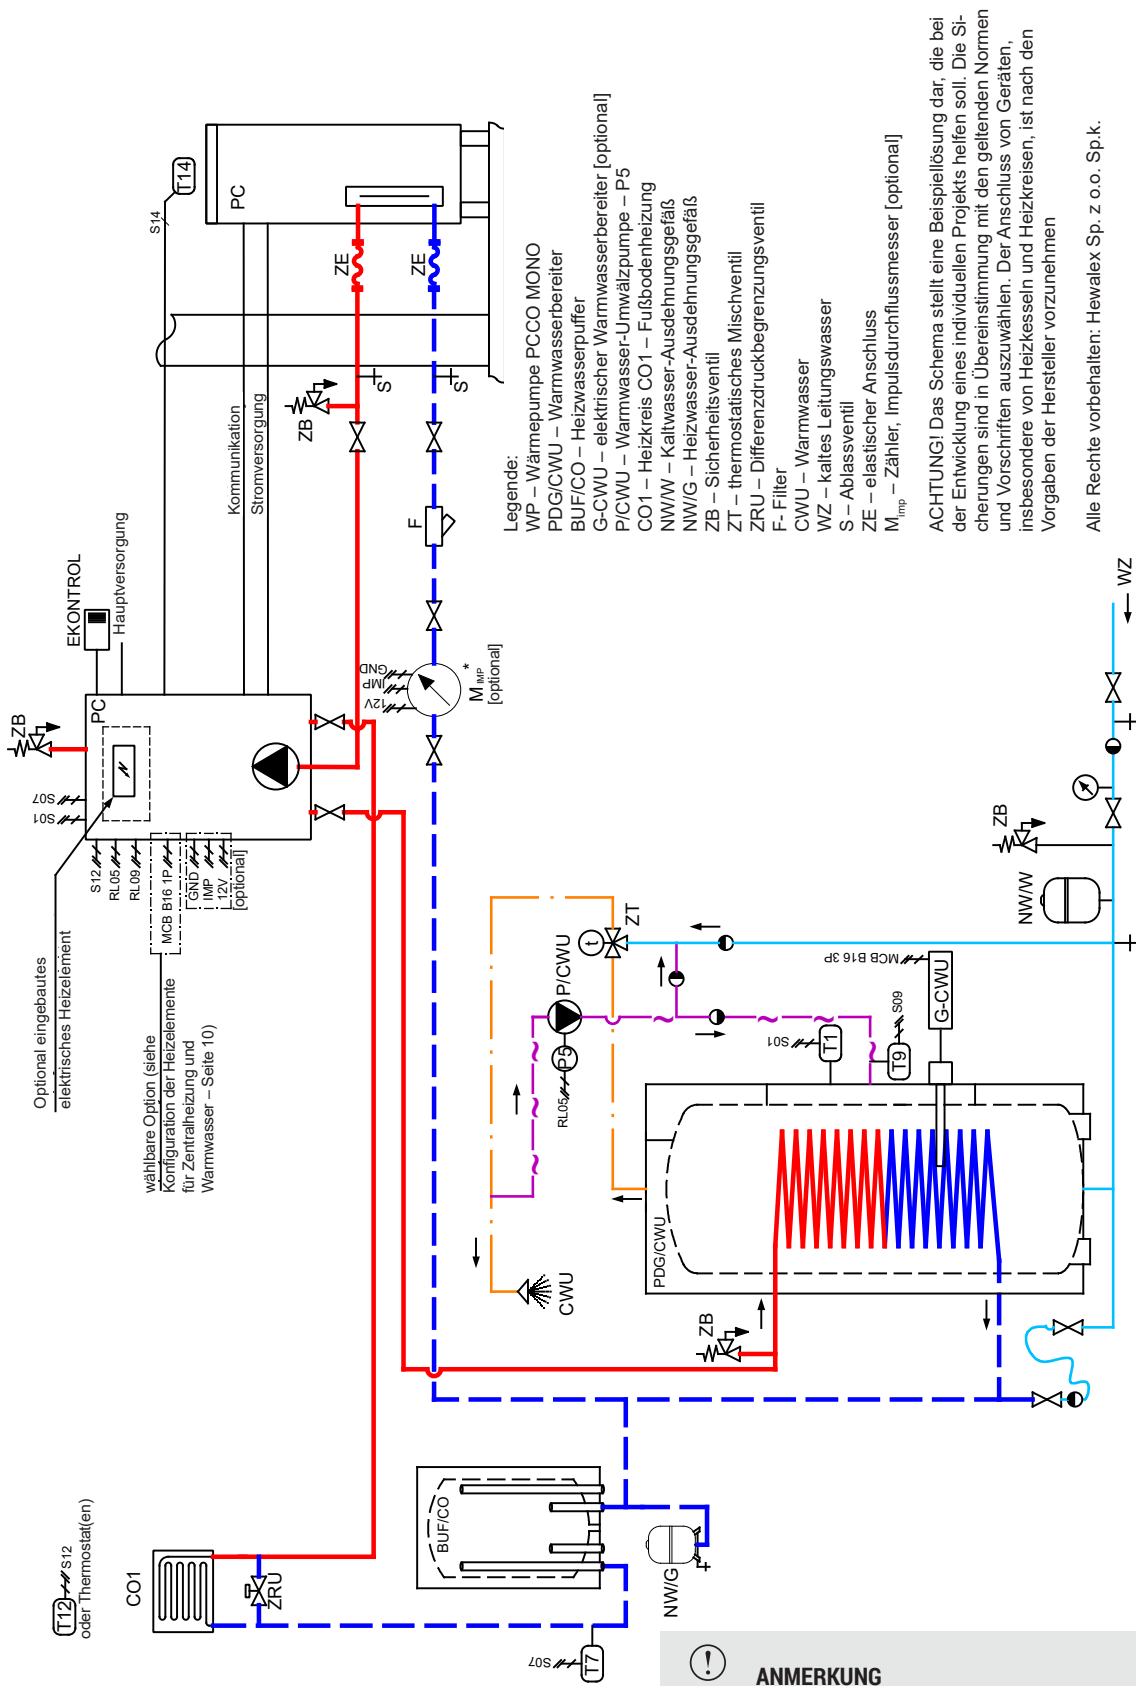 T12
S12
oder Thermostat(en)
CO1
ZRU
S07
T7
BUF/CO
NW/G
Optional eingebautes
elektrisches Heizelement
wählbare Option (siehe
Konfiguration der Heizelemente
für Zentralheizung und
Warmwasser – Seite 10)
S01
S07
ZB
PC
S12
RL05
RL09
MCB B16 1P
GND
IMP
12V
[optional]
EKONTROL
Hauptversorgung
Kommunikation
Stromversorgung
S14
T14
PC
ZE
ZE
ZB
S
S
F
12V
IMP
GND
M IMP *
[optional]
CWU
RL05
P5
P/CWU
t
ZT
ZB
PDG/CWU
S01
T1
T9
S09
MCB B16 3P
G-CWU
NW/W
ZB
WZ
Legende:
WP – Wärmepumpe PCCO MONO
PDG/CWU – Warmwasserbereiter
BUF/CO – Heizwasserpuffer
G-CWU – elektrischer Warmwasserbereiter [optional]
P/CWU – Warmwasser-Umwälzpumpe – P5
CO1 – Heizkreis CO1 – Fußbodenheizung
NW/W – Kaltwasser-Ausdehnungsgefäß
NW/G – Heizwasser-Ausdehnungsgefäß
ZB – Sicherheitsventil
ZT – thermostatisches Mischventil
ZRU – Differenzdruckbegrenzungsventil
F- Filter
CWU – Warmwasser
WZ – kaltes Leitungswasser
S – Ablassventil
ZE – elastischer Anschluss
Mimp – Zähler, Impulsdurchflussmesser [optional]
ACHTUNG! Das Schema stellt eine Beispiellösung dar, die bei
der Entwicklung eines individuellen Projekts helfen soll. Die Si-
cherungen sind in Übereinstimmung mit den geltenden Normen
und Vorschriften auszuwählen. Der Anschluss von Geräten,
insbesondere von Heizkesseln und Heizkreisen, ist nach den
Vorgaben der Hersteller vorzunehmen
Alle Rechte vorbehalten: Hewalex Sp. z o.o. Sp.k.
! ANMERKUNG